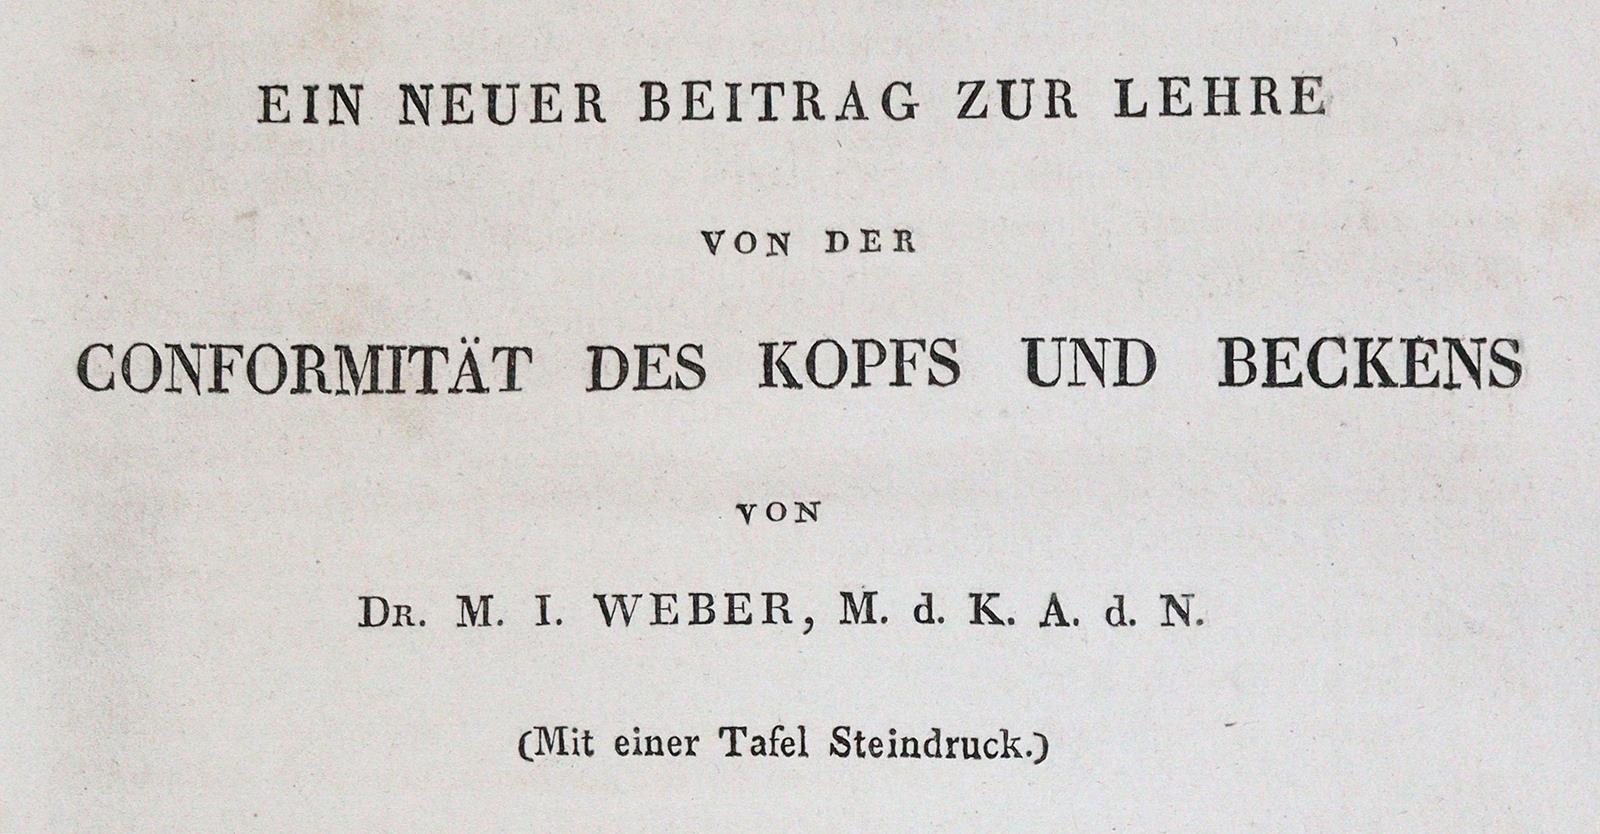 EIN NEUER BEITRAG ZUR LEHRE
VON DER
CONFORMITÄT DES KOPFS UND BECKENS
VON
DR. M. I. WEBER, M. d. K. A. d. N.
(Mit einer Tafel Steindruck.)